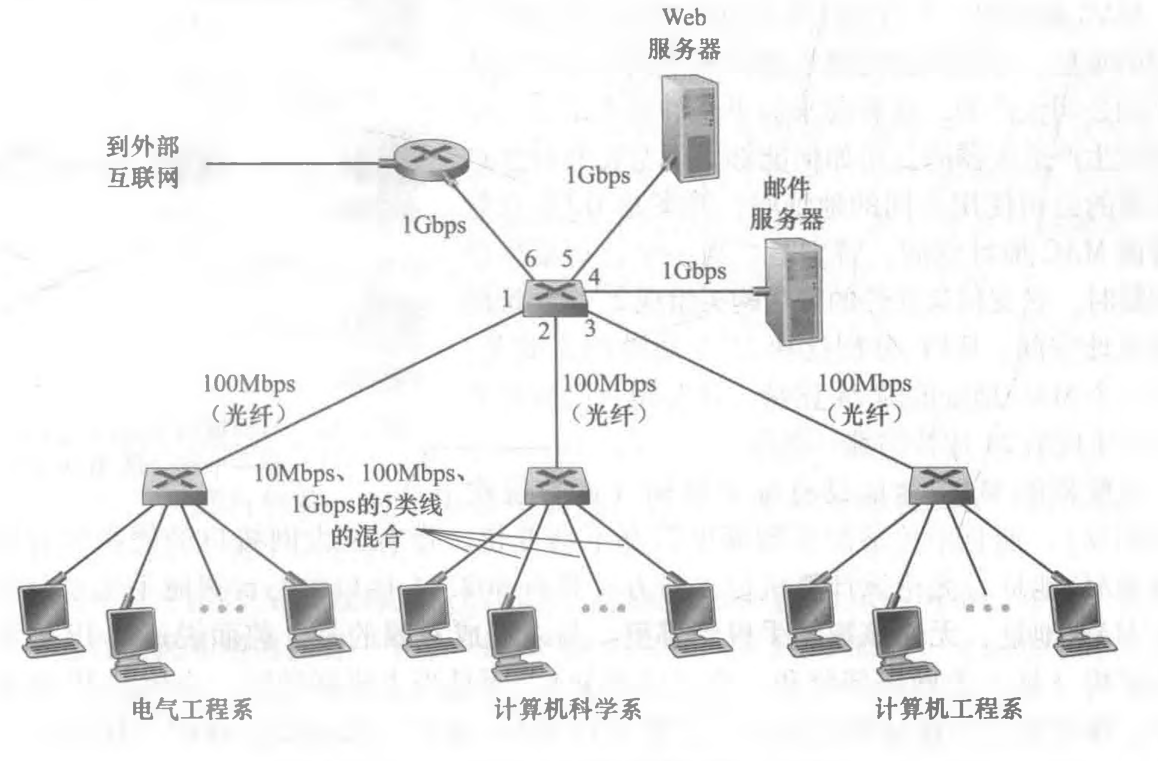 Web
服务器
到外部
互联网
1Gbps
1Gbps
邮件
服务器
1Gbps
6
5
4
1
2
3
100Mbps
（光纤）
100Mbps
（光纤）
100Mbps
（光纤）
10Mbps、100Mbps、
1Gbps的5类线
的混合
电气工程系
计算机科学系
计算机工程系